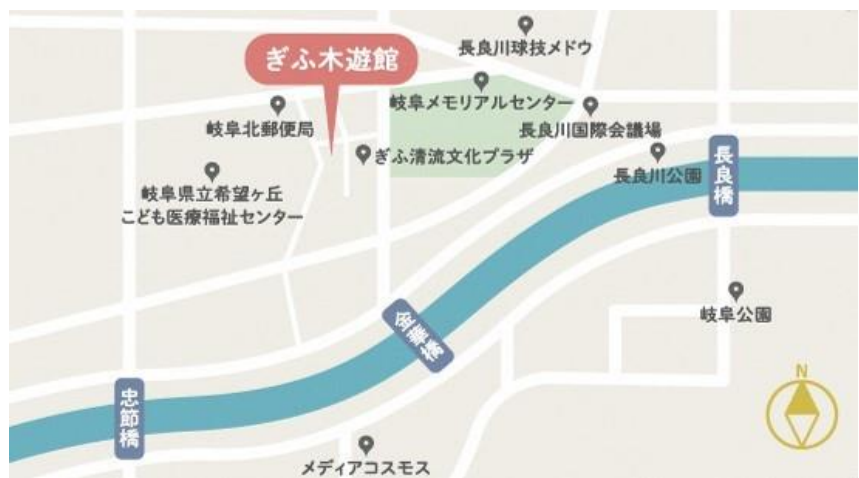 長良川球技メドウ
ぎふ木遊館
岐阜メモリアルセンター
岐阜北郵便局
長良川国際会議場
ぎふ清流文化プラザ
長良川公園
長良橋
岐阜県立希望ヶ丘
こども医療福祉センター
岐阜公園
金華橋
N
忠節橋
メディアコスモス